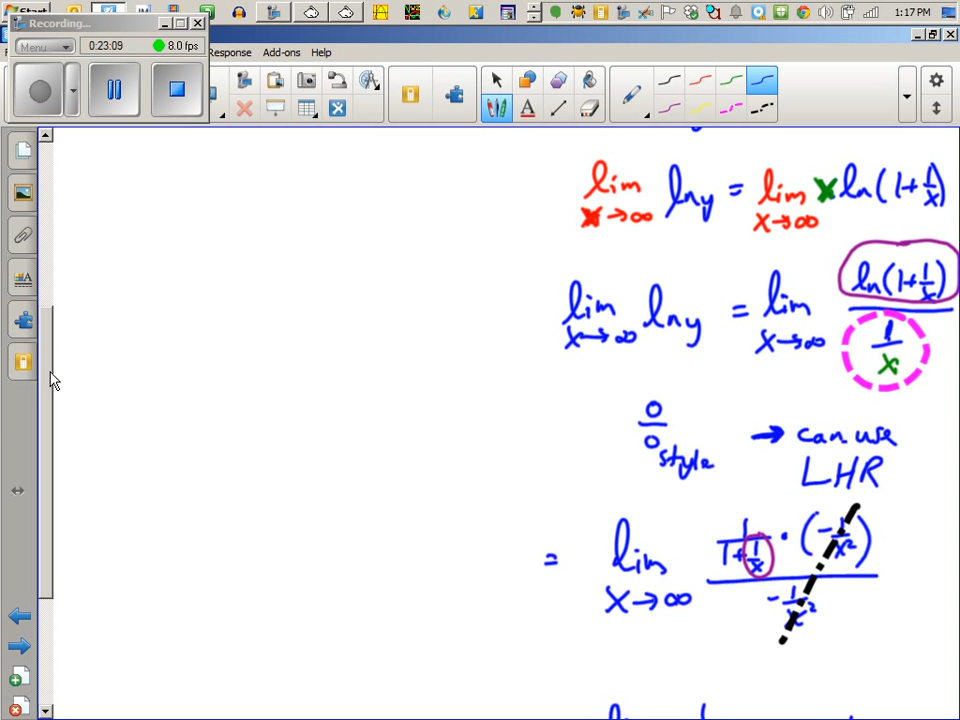 Start
1:17 PM
Recording...
Menu
0:23:09
8.0 fps
Response Add-ons Help
A
lim x→∞ ln y = lim x→∞ x ln(1+1/x)
lim x→∞ ln y = lim x→∞ ln(1+1/x) / (1/x)
0/0 style → can use
LHR
= lim x→∞ 1/(1+1/x) · (-1/x²) / (-1/x²)